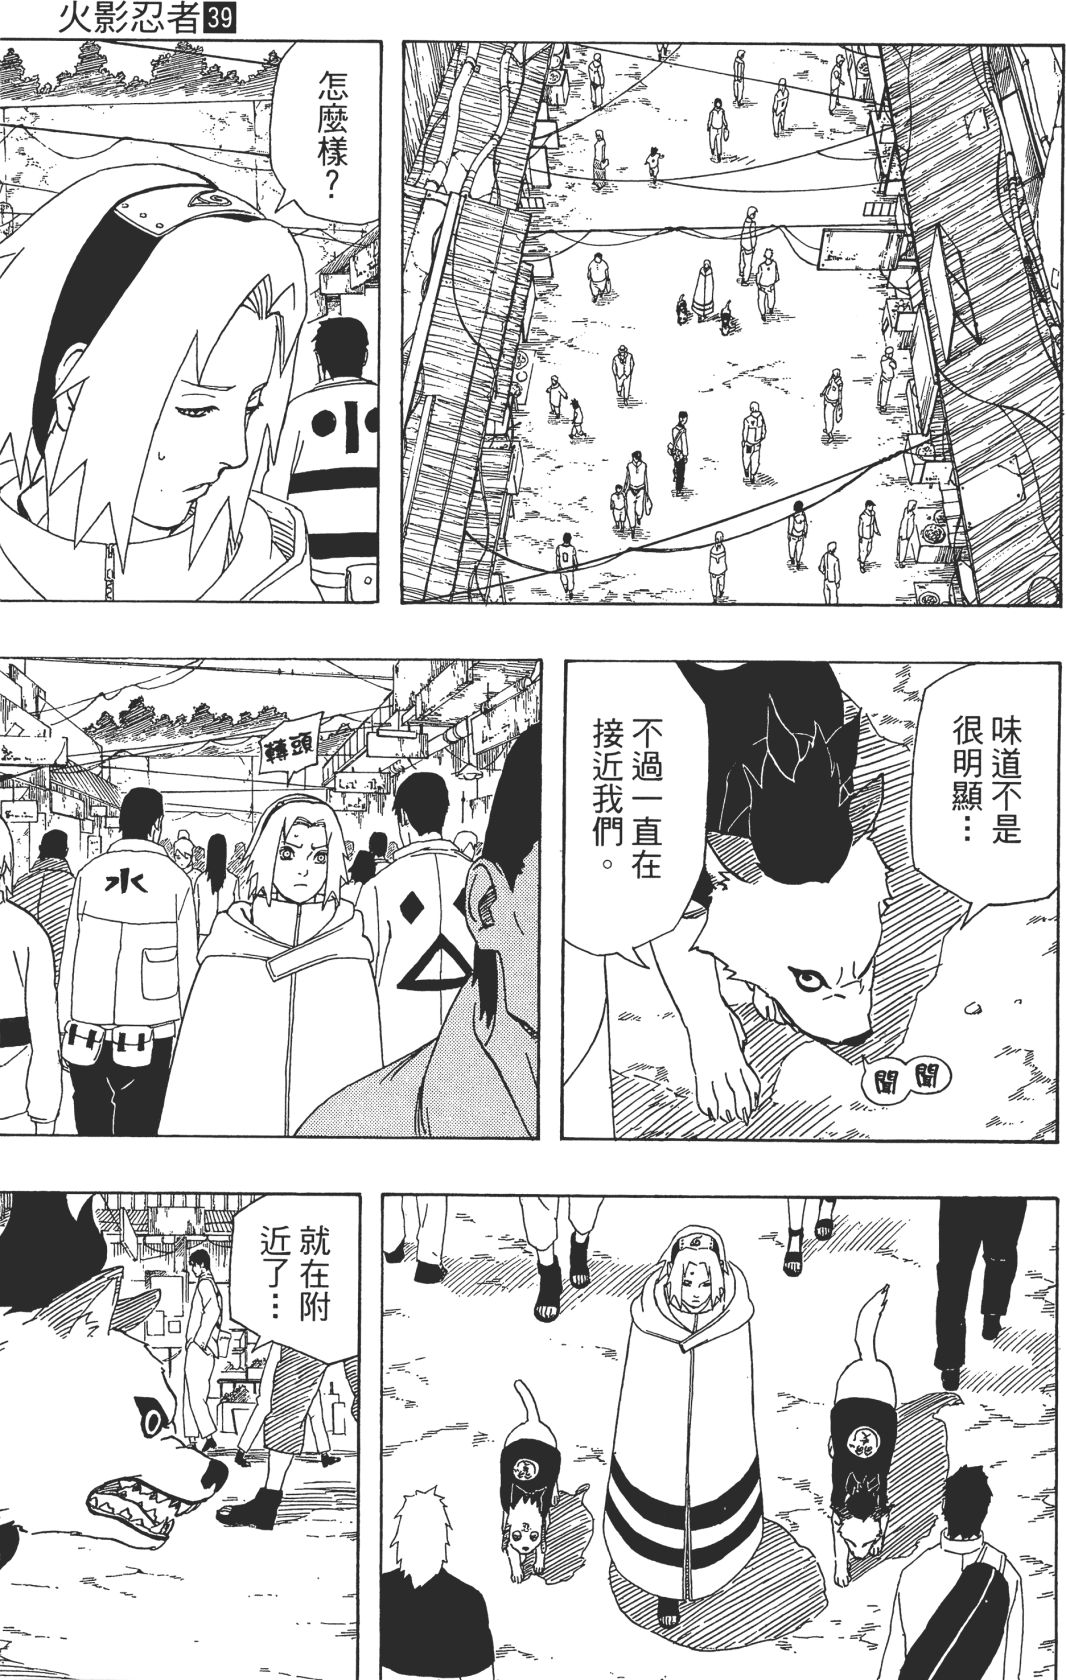 火影忍者39
怎麼樣？
味道不是
很明顯…
不過一直在
接近我們。
聞
聞
轉頭
水
就在附
近了…